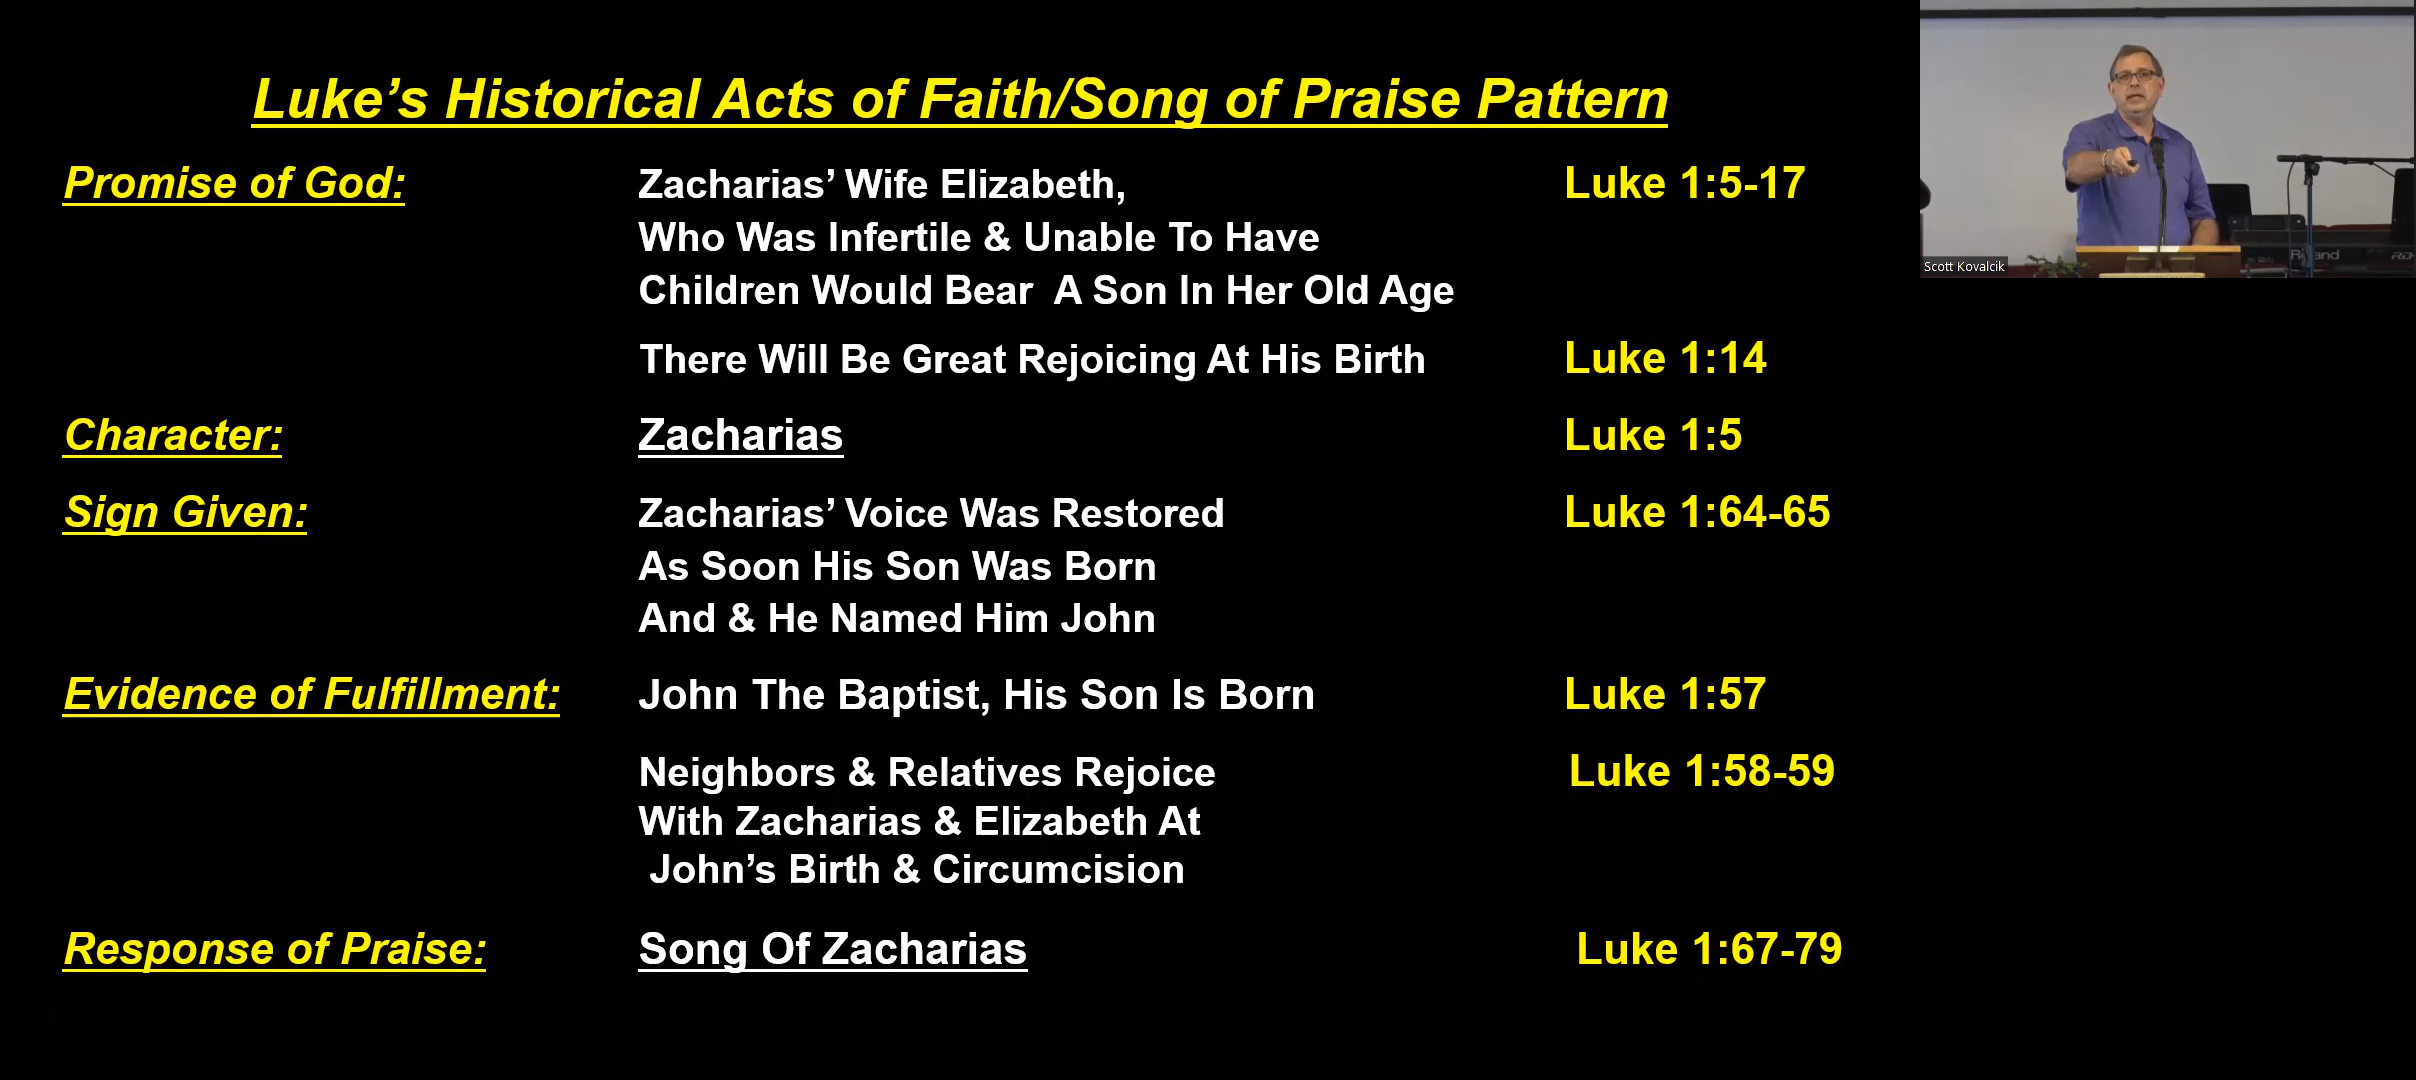 Luke’s Historical Acts of Faith/Song of Praise Pattern
Promise of God: Zacharias’ Wife Elizabeth, Luke 1:5-17
Who Was Infertile & Unable To Have
Children Would Bear A Son In Her Old Age
There Will Be Great Rejoicing At His Birth Luke 1:14
Character: Zacharias Luke 1:5
Sign Given: Zacharias’ Voice Was Restored Luke 1:64-65
As Soon His Son Was Born
And & He Named Him John
Evidence of Fulfillment: John The Baptist, His Son Is Born Luke 1:57
Neighbors & Relatives Rejoice Luke 1:58-59
With Zacharias & Elizabeth At
John’s Birth & Circumcision
Response of Praise: Song Of Zacharias Luke 1:67-79
Roland
Scott Kovalcik